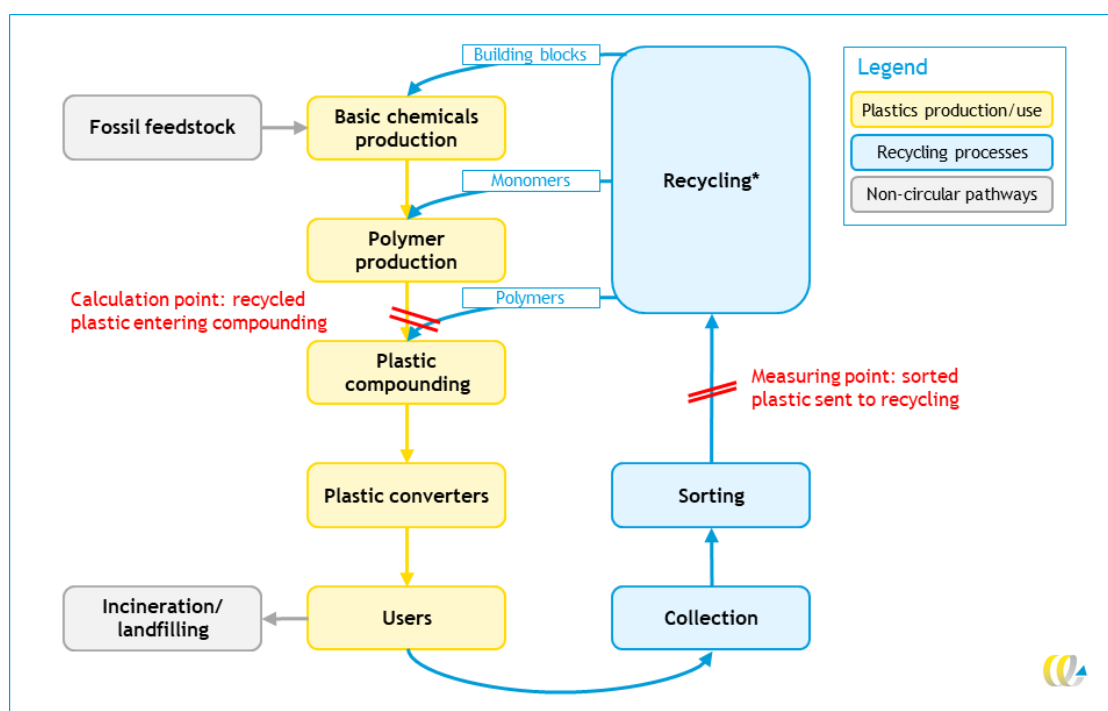 Building blocks
Legend
Fossil feedstock
Basic chemicals
production
Plastics production/use
Recycling processes
Non-circular pathways
Monomers
Recycling*
Polymer
production
Calculation point: recycled
plastic entering compounding
Polymers
Plastic
compounding
Measuring point: sorted
plastic sent to recycling
Plastic converters
Sorting
Incineration/
landfilling
Users
Collection